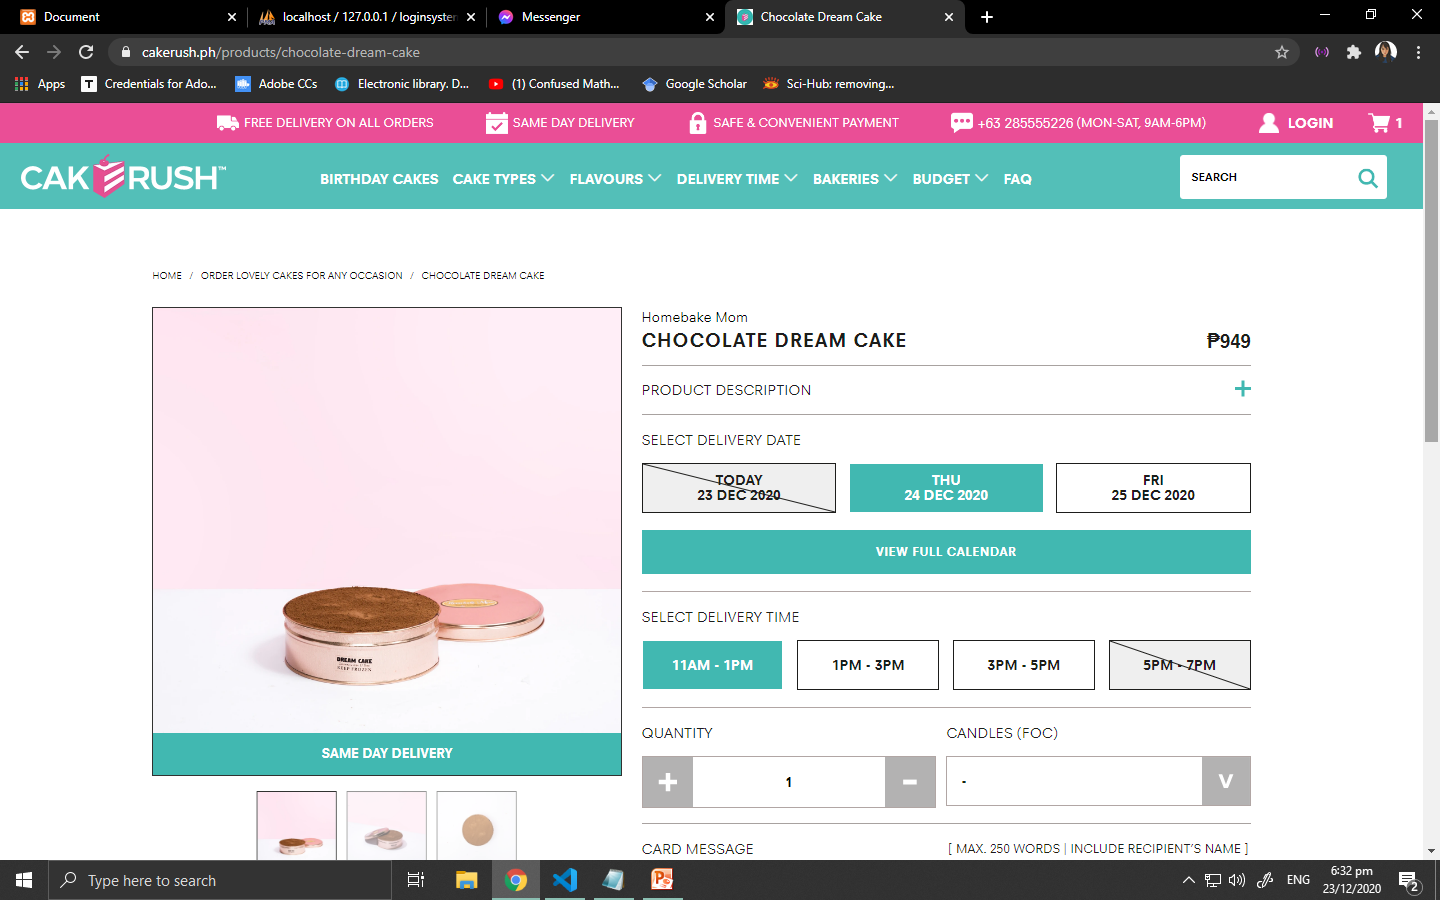 Document
localhost / 127.0.0.1 / loginsystem
Messenger
Chocolate Dream Cake
cakerush.ph/products/chocolate-dream-cake
Apps
Credentials for Ado...
Adobe CCs
Electronic library. D...
(1) Confused Math...
Google Scholar
Sci-Hub: removing...
FREE DELIVERY ON ALL ORDERS
SAME DAY DELIVERY
SAFE & CONVENIENT PAYMENT
+63 285555226 (MON-SAT, 9AM-6PM)
LOGIN
1
CAKERUSH™
BIRTHDAY CAKES
CAKE TYPES
FLAVOURS
DELIVERY TIME
BAKERIES
BUDGET
FAQ
SEARCH
HOME / ORDER LOVELY CAKES FOR ANY OCCASION / CHOCOLATE DREAM CAKE
DREAM CAKE
KEEP FROZEN
SAME DAY DELIVERY
Homebake Mom
CHOCOLATE DREAM CAKE
₱949
PRODUCT DESCRIPTION
SELECT DELIVERY DATE
TODAY
23 DEC 2020
THU
24 DEC 2020
FRI
25 DEC 2020
VIEW FULL CALENDAR
SELECT DELIVERY TIME
11AM - 1PM
1PM - 3PM
3PM - 5PM
5PM - 7PM
QUANTITY
1
CANDLES (FOC)
-
V
CARD MESSAGE
[ MAX. 250 WORDS | INCLUDE RECIPIENT'S NAME ]
Type here to search
ENG
6:32 pm
23/12/2020
2